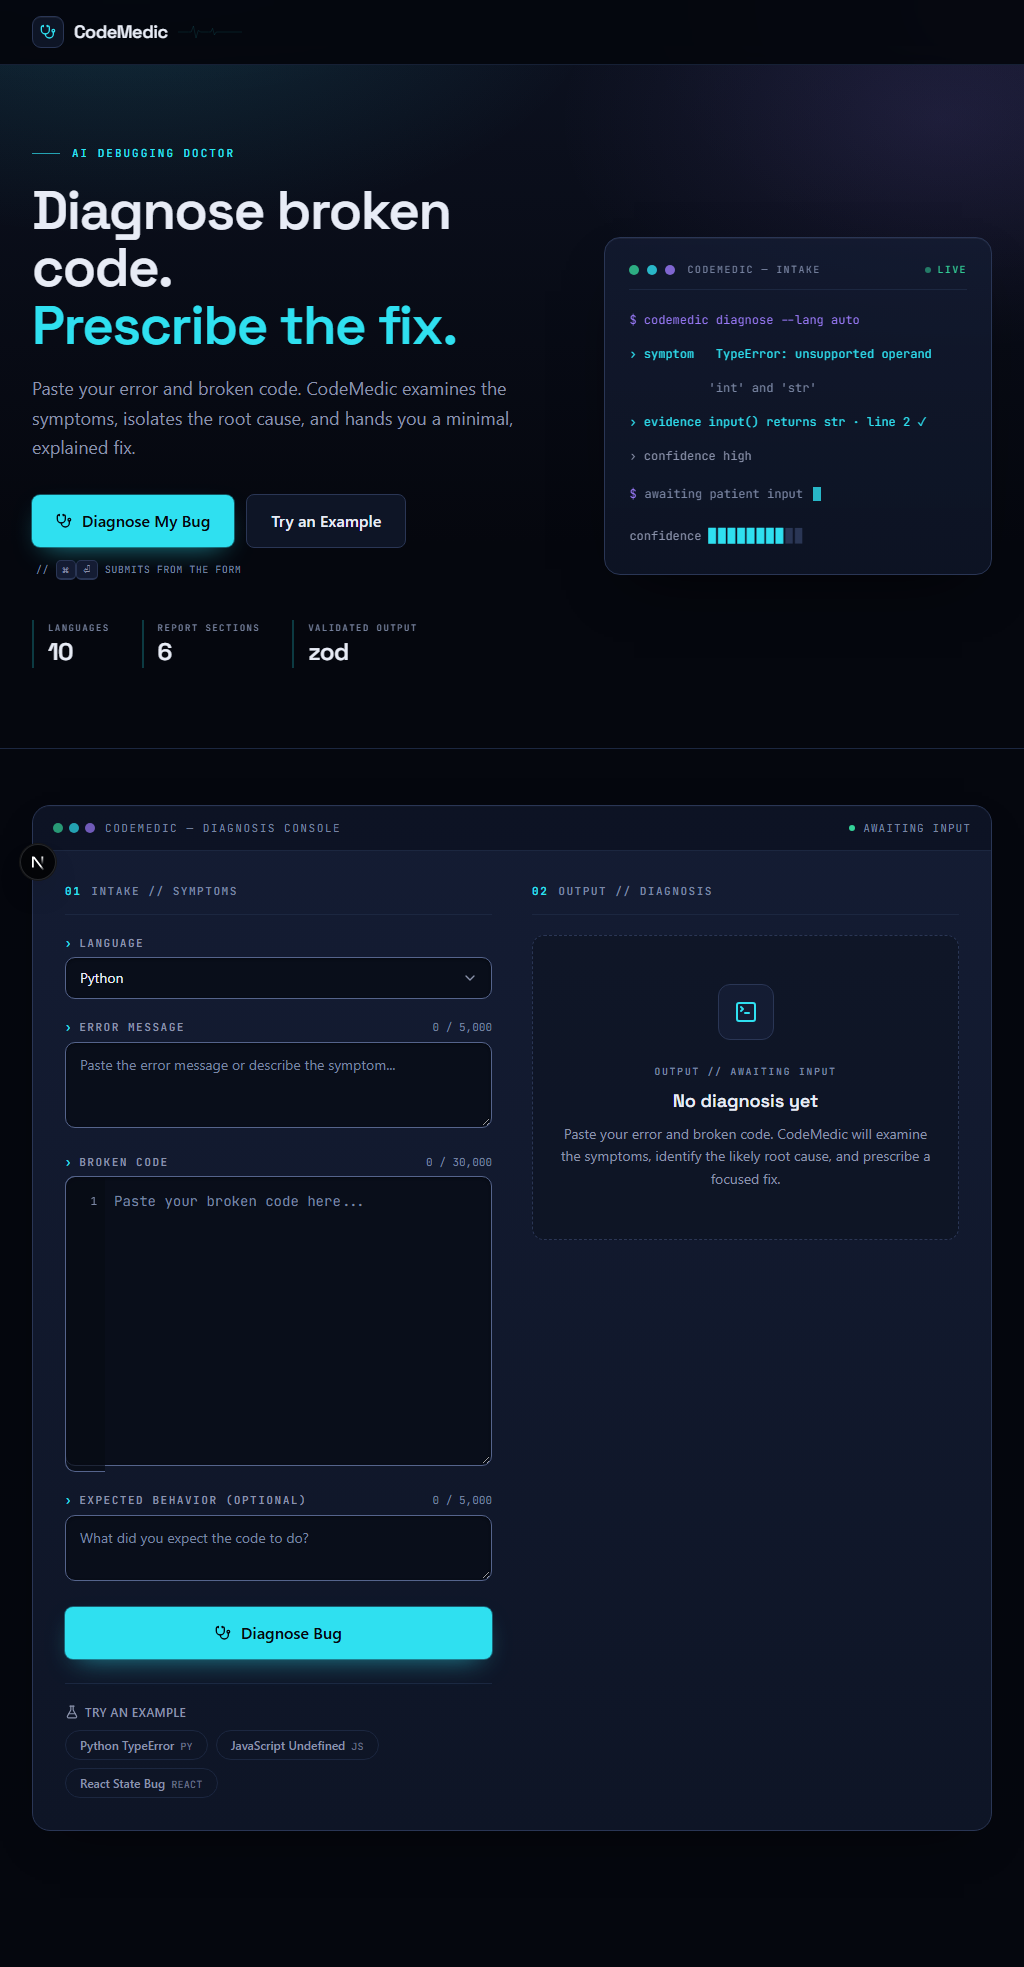 CodeMedic
AI DEBUGGING DOCTOR
Diagnose broken
code.
Prescribe the fix.
Paste your error and broken code. CodeMedic examines the
symptoms, isolates the root cause, and hands you a minimal,
explained fix.
Diagnose My Bug
Try an Example
// ⌘ ⏎ SUBMITS FROM THE FORM
LANGUAGES
10
REPORT SECTIONS
6
VALIDATED OUTPUT
zod
CODEMEDIC — INTAKE
LIVE
$ codemedic diagnose --lang auto
› symptom TypeError: unsupported operand
'int' and 'str'
› evidence input() returns str · line 2 ✓
› confidence high
$ awaiting patient input
confidence
CODEMEDIC — DIAGNOSIS CONSOLE
AWAITING INPUT
N
01 INTAKE // SYMPTOMS
› LANGUAGE
Python
› ERROR MESSAGE 0 / 5,000
Paste the error message or describe the symptom...
› BROKEN CODE 0 / 30,000
1 Paste your broken code here...
› EXPECTED BEHAVIOR (OPTIONAL) 0 / 5,000
What did you expect the code to do?
Diagnose Bug
TRY AN EXAMPLE
Python TypeError PY
JavaScript Undefined JS
React State Bug REACT
02 OUTPUT // DIAGNOSIS
OUTPUT // AWAITING INPUT
No diagnosis yet
Paste your error and broken code. CodeMedic will examine
the symptoms, identify the likely root cause, and prescribe a
focused fix.